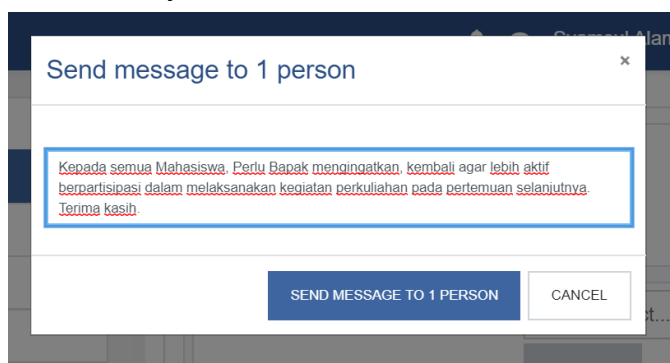 Send message to 1 person
×
Kepada semua Mahasiswa, Perlu Bapak mengingatkan, kembali agar lebih aktif
berpartisipasi dalam melaksanakan kegiatan perkuliahan pada pertemuan selanjutnya.
Terima kasih.
SEND MESSAGE TO 1 PERSON
CANCEL